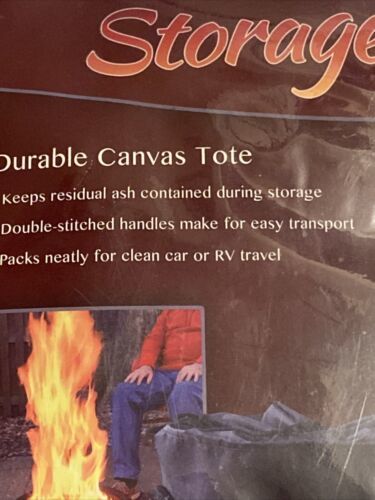 Storage
Durable Canvas Tote
Keeps residual ash contained during storage
Double-stitched handles make for easy transport
Packs neatly for clean car or RV travel